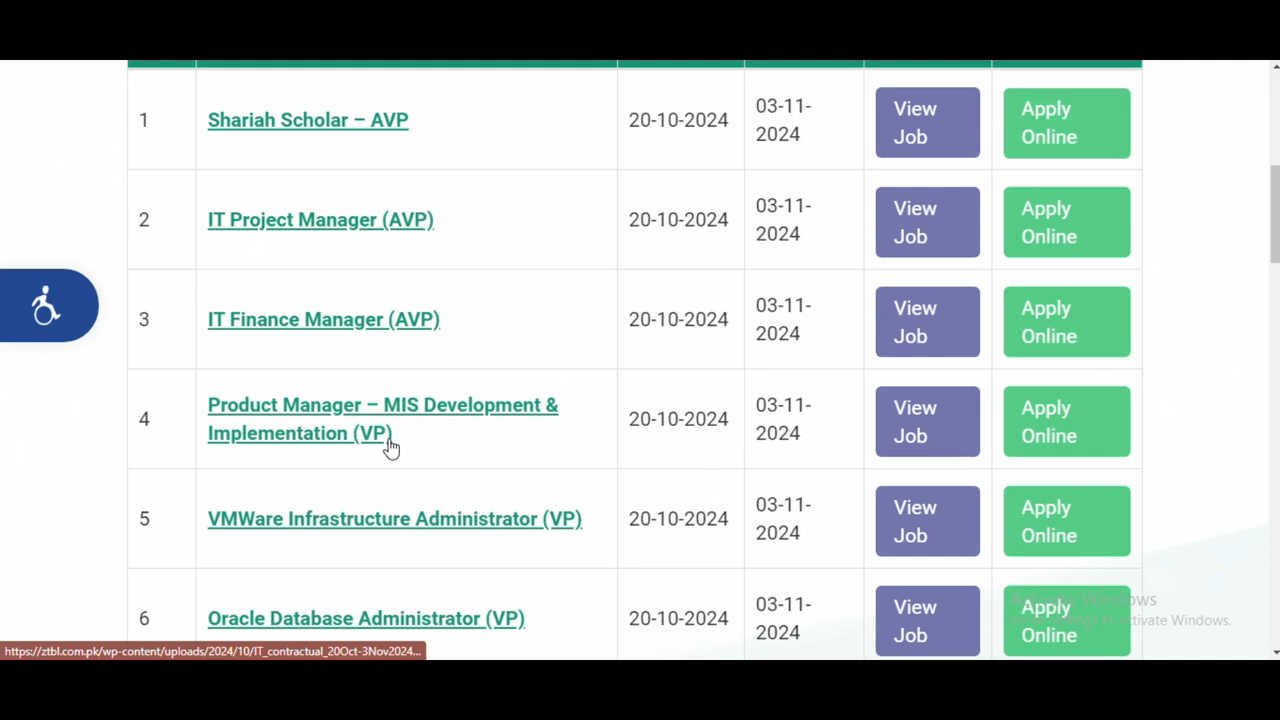 1
Shariah Scholar – AVP
20-10-2024
03-11-
2024
View
Job
Apply
Online
2
IT Project Manager (AVP)
20-10-2024
03-11-
2024
View
Job
Apply
Online
3
IT Finance Manager (AVP)
20-10-2024
03-11-
2024
View
Job
Apply
Online
4
Product Manager – MIS Development &
Implementation (VP)
20-10-2024
03-11-
2024
View
Job
Apply
Online
5
VMWare Infrastructure Administrator (VP)
20-10-2024
03-11-
2024
View
Job
Apply
Online
6
Oracle Database Administrator (VP)
20-10-2024
03-11-
2024
View
Job
Apply
Online
Activate Windows
Activate Windows.
https://ztbl.com.pk/wp-content/uploads/2024/10/IT_contractual_20Oct-3Nov2024...